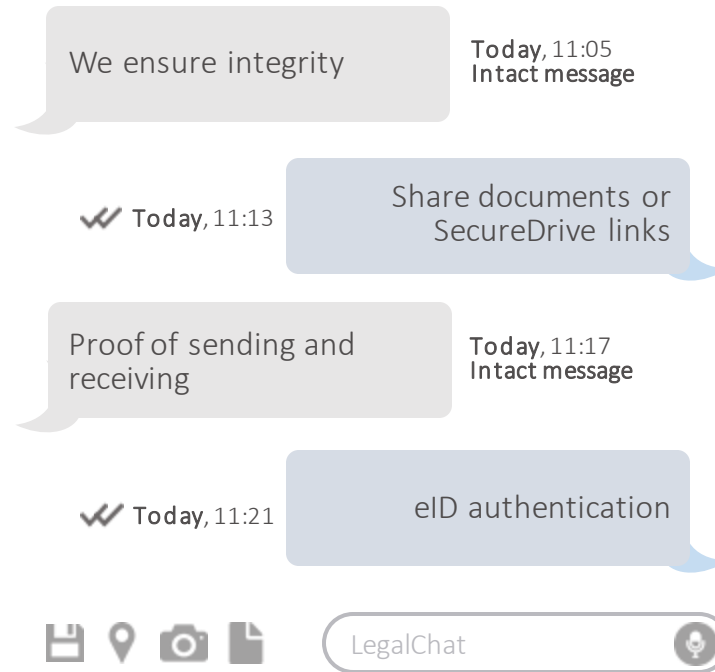 We ensure integrity
Today, 11:05
Intact message
Today, 11:13
Share documents or
SecureDrive links
Proof of sending and
receiving
Today, 11:17
Intact message
Today, 11:21
eID authentication
LegalChat